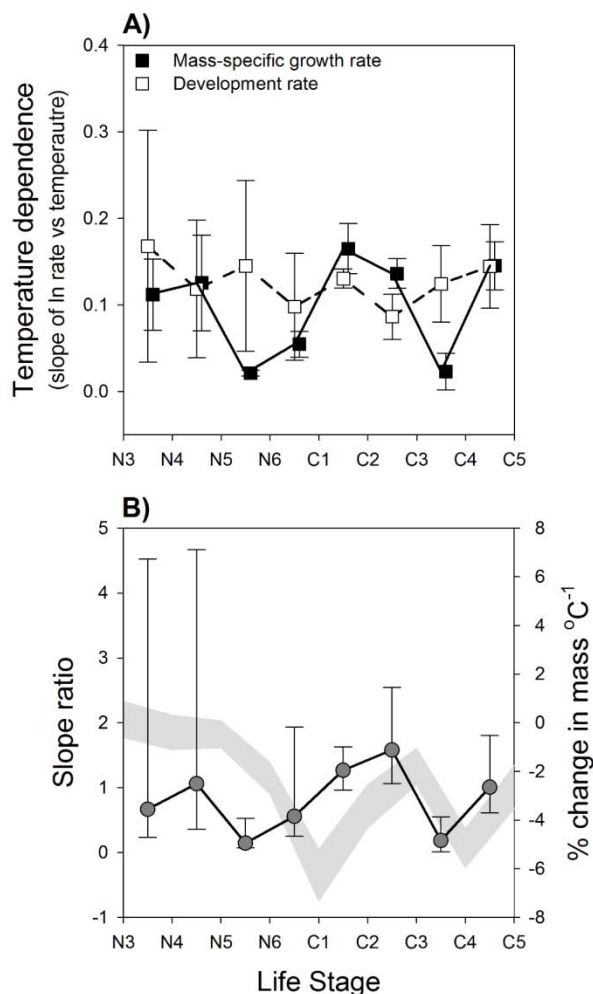 A)
Temperature dependence
(slope of ln rate vs temperautre)
0.4
0.3
0.2
0.1
0.0
Mass-specific growth rate
Development rate
N3 N4 N5 N6 C1 C2 C3 C4 C5
B)
Slope ratio
5
4
3
2
1
0
-1
8
6
4
2
0
-2
-4
-6
-8
% change in mass °C⁻¹
N3 N4 N5 N6 C1 C2 C3 C4 C5
Life Stage